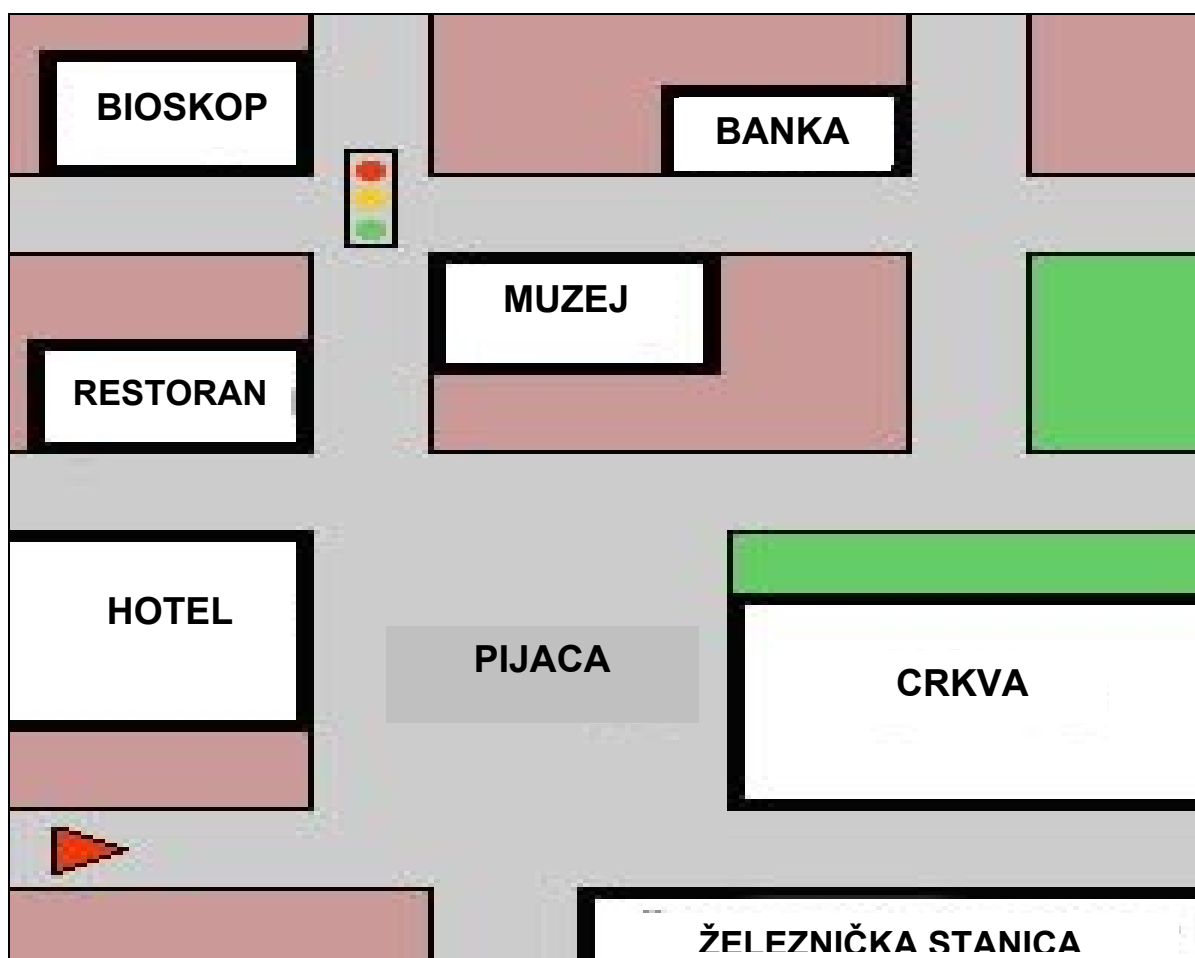 BIOSKOP
BANKA
MUZEJ
RESTORAN
HOTEL
PIJACA
CRKVA
ŽELEZNIČKA STANICA